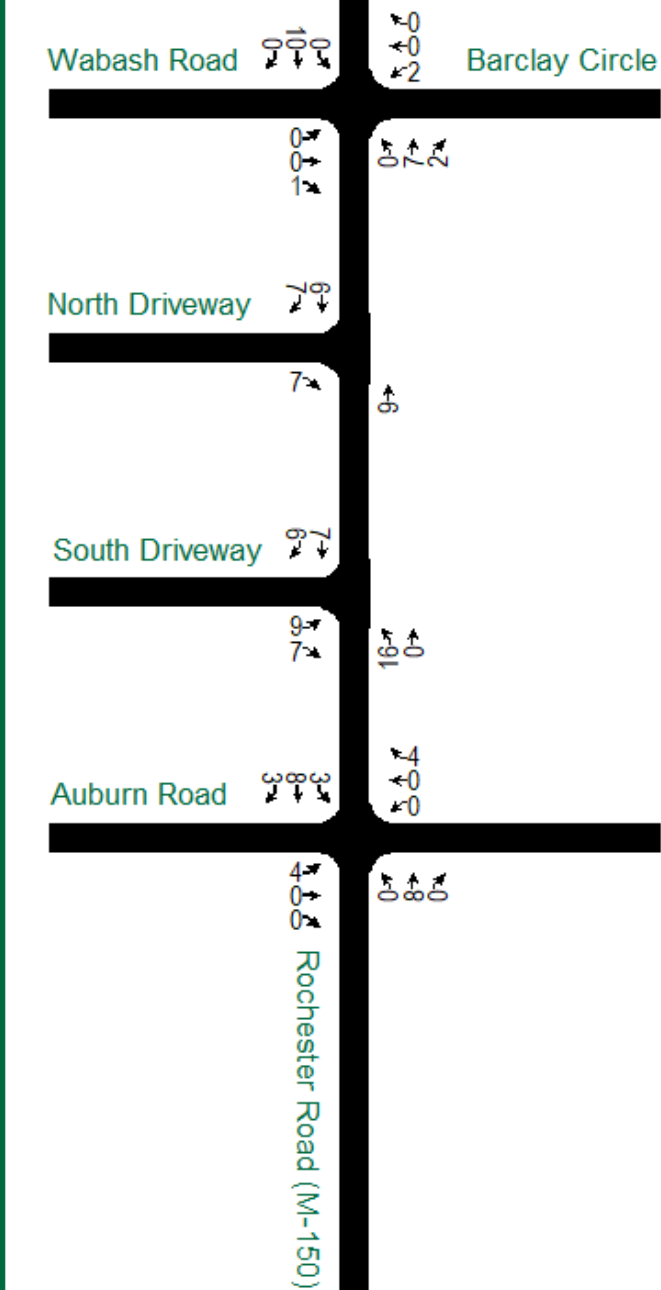 0 10 0
0
0
2
Wabash Road
Barclay Circle
0
0
1
0 7 2
North Driveway
7 6
7
9
South Driveway
6 7
9
7
16 0
Auburn Road
3 8 3
4
0
0
4
0
0
0 8 0
Rochester Road (M-150)